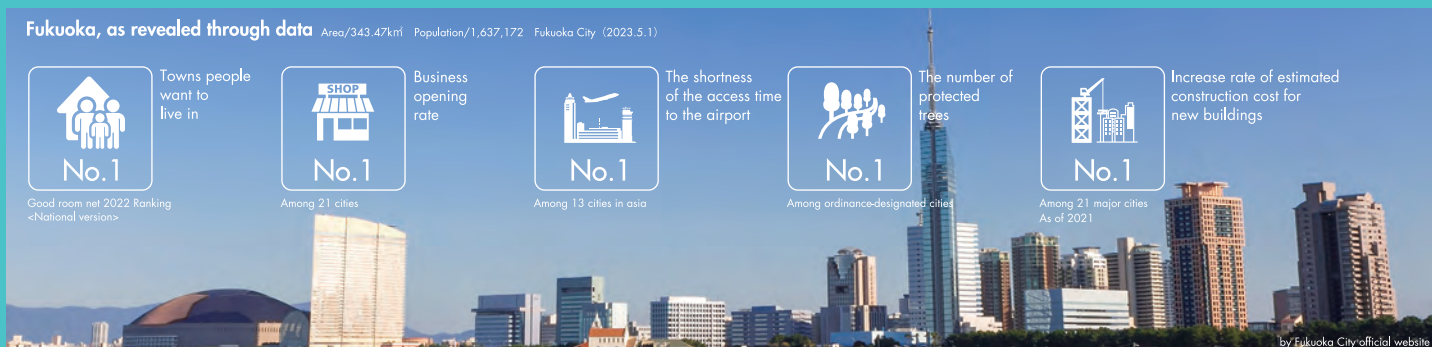 Fukuoka, as revealed through data Area/343.47k㎡ Population/1,637,172 Fukuoka City (2023.5.1)
Towns people
want to
live in
No.1
Good room net 2022 Ranking
<National version>
SHOP
Business
opening
rate
No.1
Among 21 cities
The shortness
of the access time
to the airport
No.1
Among 13 cities in asia
The number of
protected
trees
No.1
Among ordinance-designated cities
Increase rate of estimated
construction cost for
new buildings
No.1
Among 21 major cities
As of 2021
by Fukuoka City official website